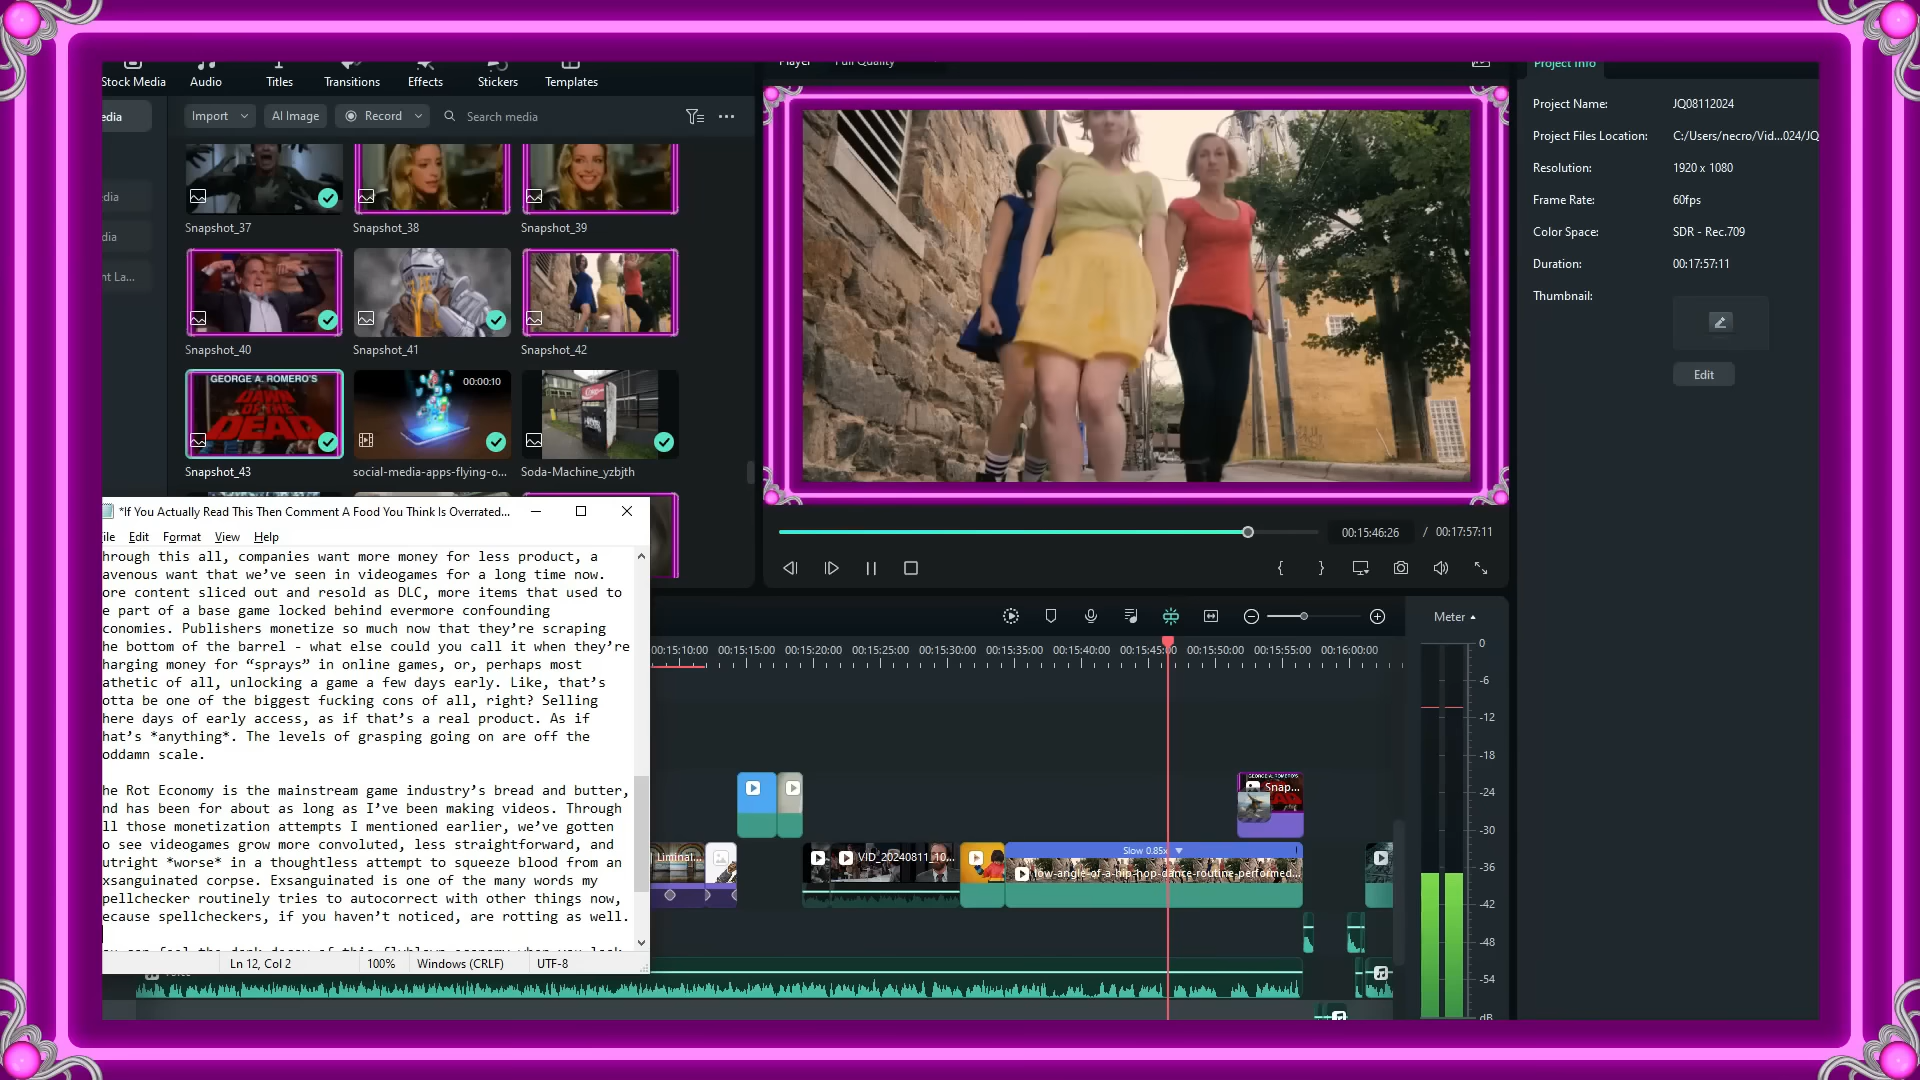 Stock Media
Audio
Titles
Transitions
Effects
Stickers
Templates
Player
Full Quality
Project Info
edia
Import
AI Image
Record
Search media
dia
dia
nt La...
Snapshot_37
Snapshot_38
Snapshot_39
Snapshot_40
Snapshot_41
Snapshot_42
GEORGE A. ROMERO'S
DAWN
OF THE
DEAD
00:00:10
Snapshot_43
social-media-apps-flying-o...
Soda-Machine_yzbjth
Project Name: JQ08112024
Project Files Location: C:/Users/necro/Vid...024/JQ
Resolution: 1920 x 1080
Frame Rate: 60fps
Color Space: SDR - Rec.709
Duration: 00:17:57:11
Thumbnail:
Edit
00:15:46:26 / 00:17:57:11
*If You Actually Read This Then Comment A Food You Think Is Overrated...
ile Edit Format View Help
hrough this all, companies want more money for less product, a
avenous want that we’ve seen in videogames for a long time now.
ore content sliced out and resold as DLC, more items that used to
e part of a base game locked behind evermore confounding
conomies. Publishers monetize so much now that they’re scraping
he bottom of the barrel - what else could you call it when they’re
harging money for “sprays” in online games, or, perhaps most
athetic of all, unlocking a game a few days early. Like, that’s
otta be one of the biggest fucking cons of all, right? Selling
here days of early access, as if that’s a real product. As if
hat’s *anything*. The levels of grasping going on are off the
oddamn scale.
he Rot Economy is the mainstream game industry’s bread and butter,
nd has been for about as long as I’ve been making videos. Through
ll those monetization attempts I mentioned earlier, we’ve gotten
o see videogames grow more convoluted, less straightforward, and
utright *worse* in a thoughtless attempt to squeeze blood from an
xsanguinated corpse. Exsanguinated is one of the many words my
pellchecker routinely tries to autocorrect with other things now,
ecause spellcheckers, if you haven’t noticed, are rotting as well.
Ln 12, Col 2
100%
Windows (CRLF)
UTF-8
Meter
00:15:10:00
00:15:15:00
00:15:20:00
00:15:25:00
00:15:30:00
00:15:35:00
00:15:40:00
00:15:45:00
00:15:50:00
00:15:55:00
00:16:00:00
GEORGE A. ROMERO'S
Snap...
Slow 0.85x
Liminal...
VID_20240811_10...
low-angle-of-a-hip-hop-dance-routine-performed...
0
-6
-12
-18
-24
-30
-36
-42
-48
-54
dB